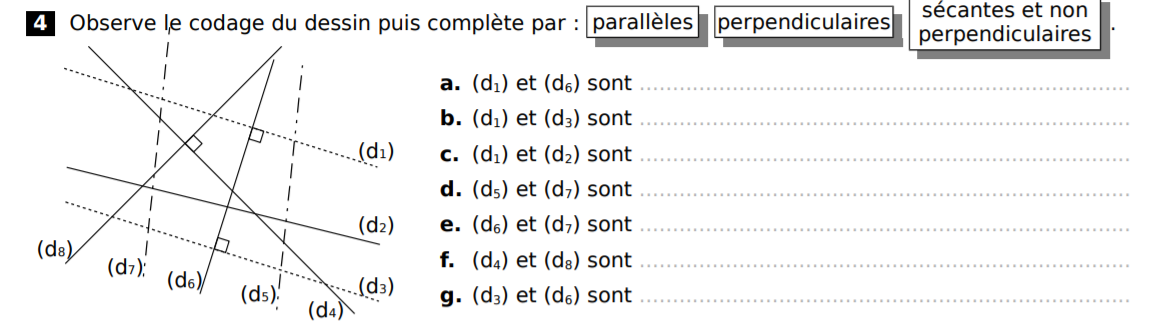 4 Observe le codage du dessin puis complète par : parallèles perpendiculaires sécantes et non perpendiculaires .
a. (d₁) et (d₆) sont
b. (d₁) et (d₃) sont
c. (d₁) et (d₂) sont
d. (d₅) et (d₇) sont
e. (d₆) et (d₇) sont
f. (d₄) et (d₈) sont
g. (d₃) et (d₆) sont
(d₁)
(d₂)
(d₈)
(d₇)
(d₆)
(d₅)
(d₃)
(d₄)